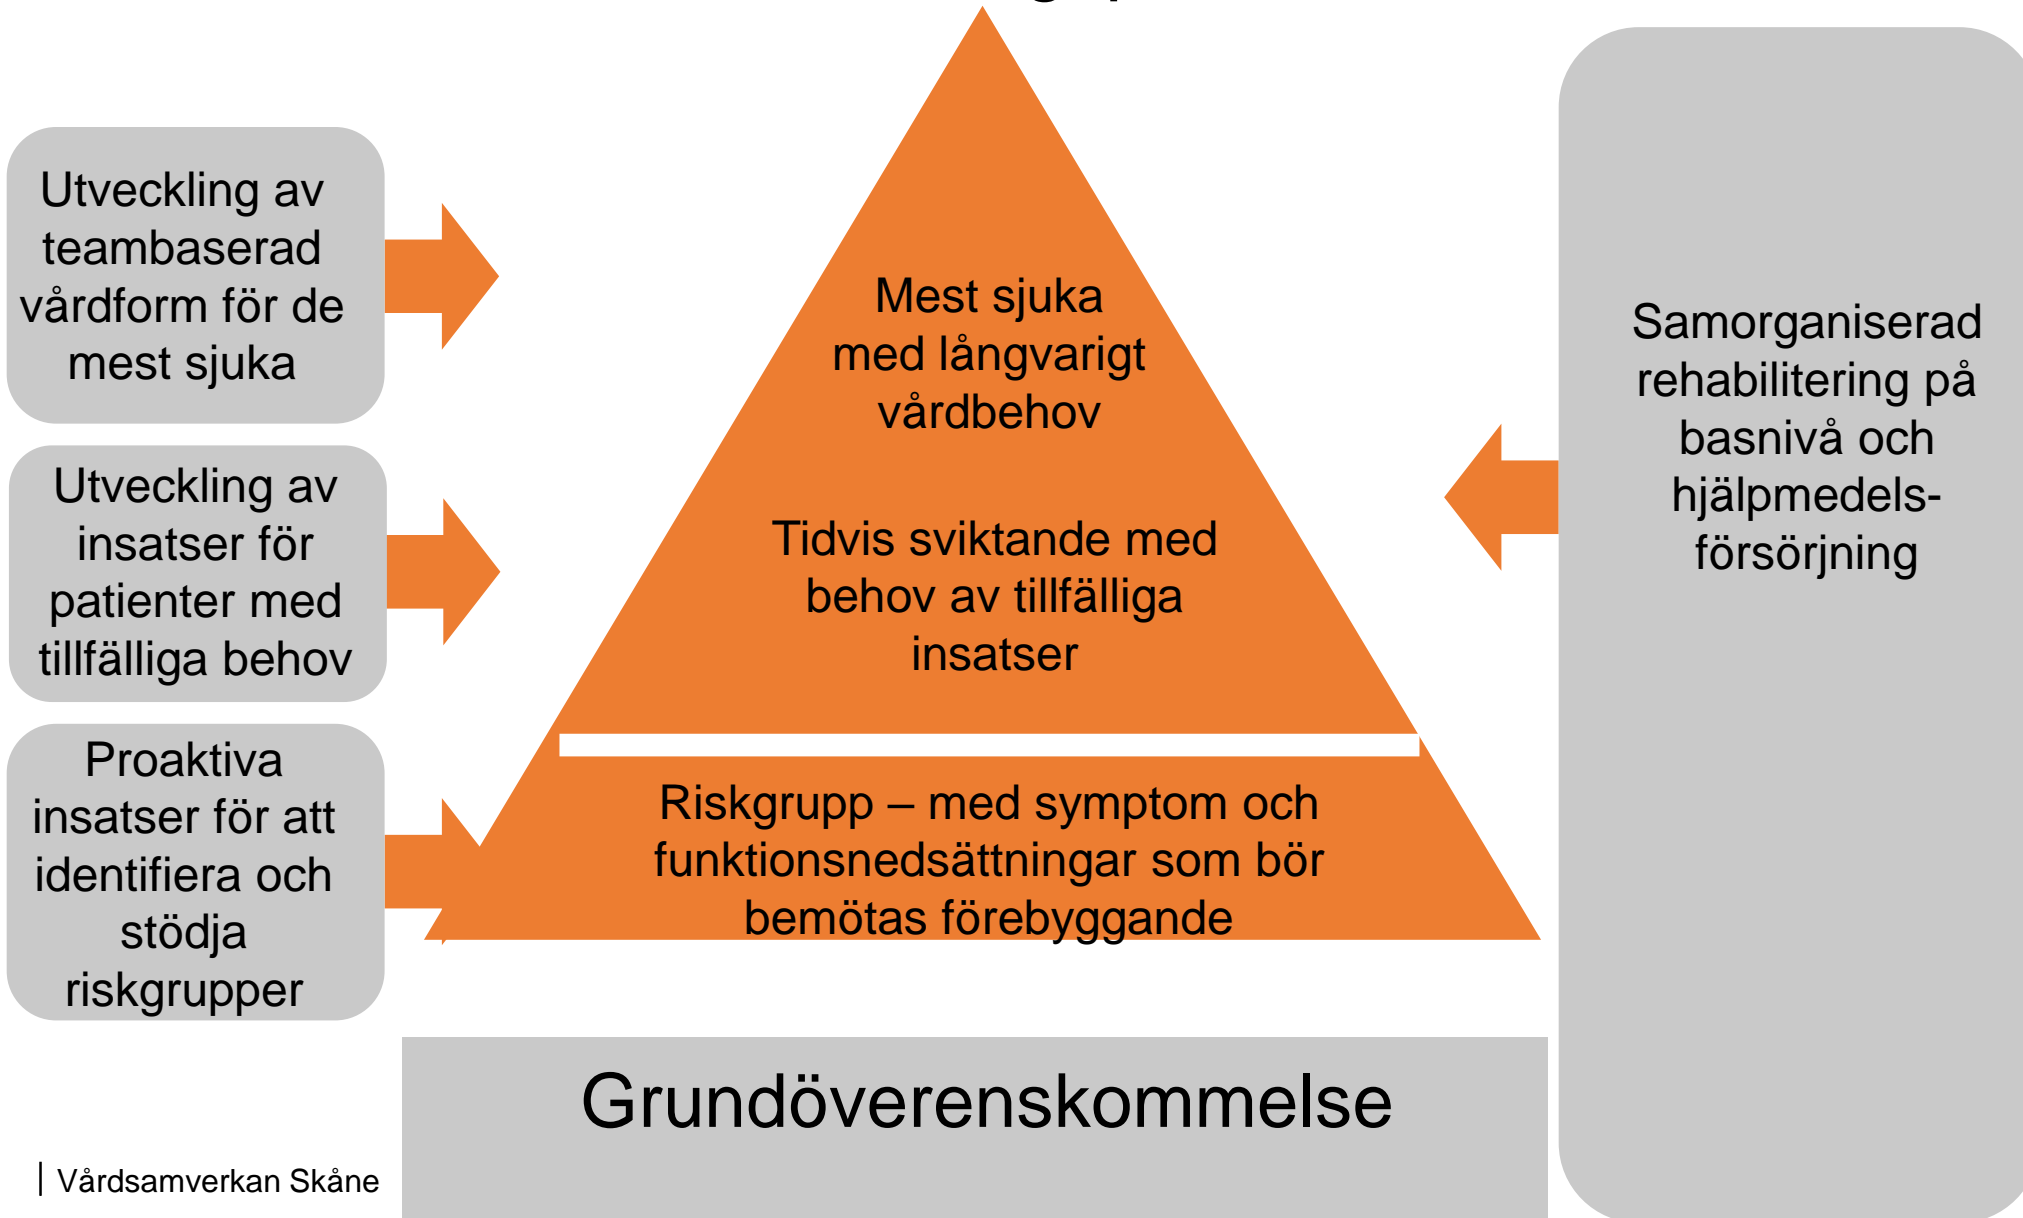 Utveckling av
teambaserad
vårdform för de
mest sjuka
Utveckling av
insatser för
patienter med
tillfälliga behov
Proaktiva
insatser för att
identifiera och
stödja
riskgrupper
Mest sjuka
med långvarigt
vårdbehov
Tidvis sviktande med
behov av tillfälliga
insatser
Riskgrupp – med symptom och
funktionsnedsättningar som bör
bemötas förebyggande
Samorganiserad
rehabilitering på
basnivå och
hjälpmedels-
försörjning
Grundöverenskommelse
| Vårdsamverkan Skåne